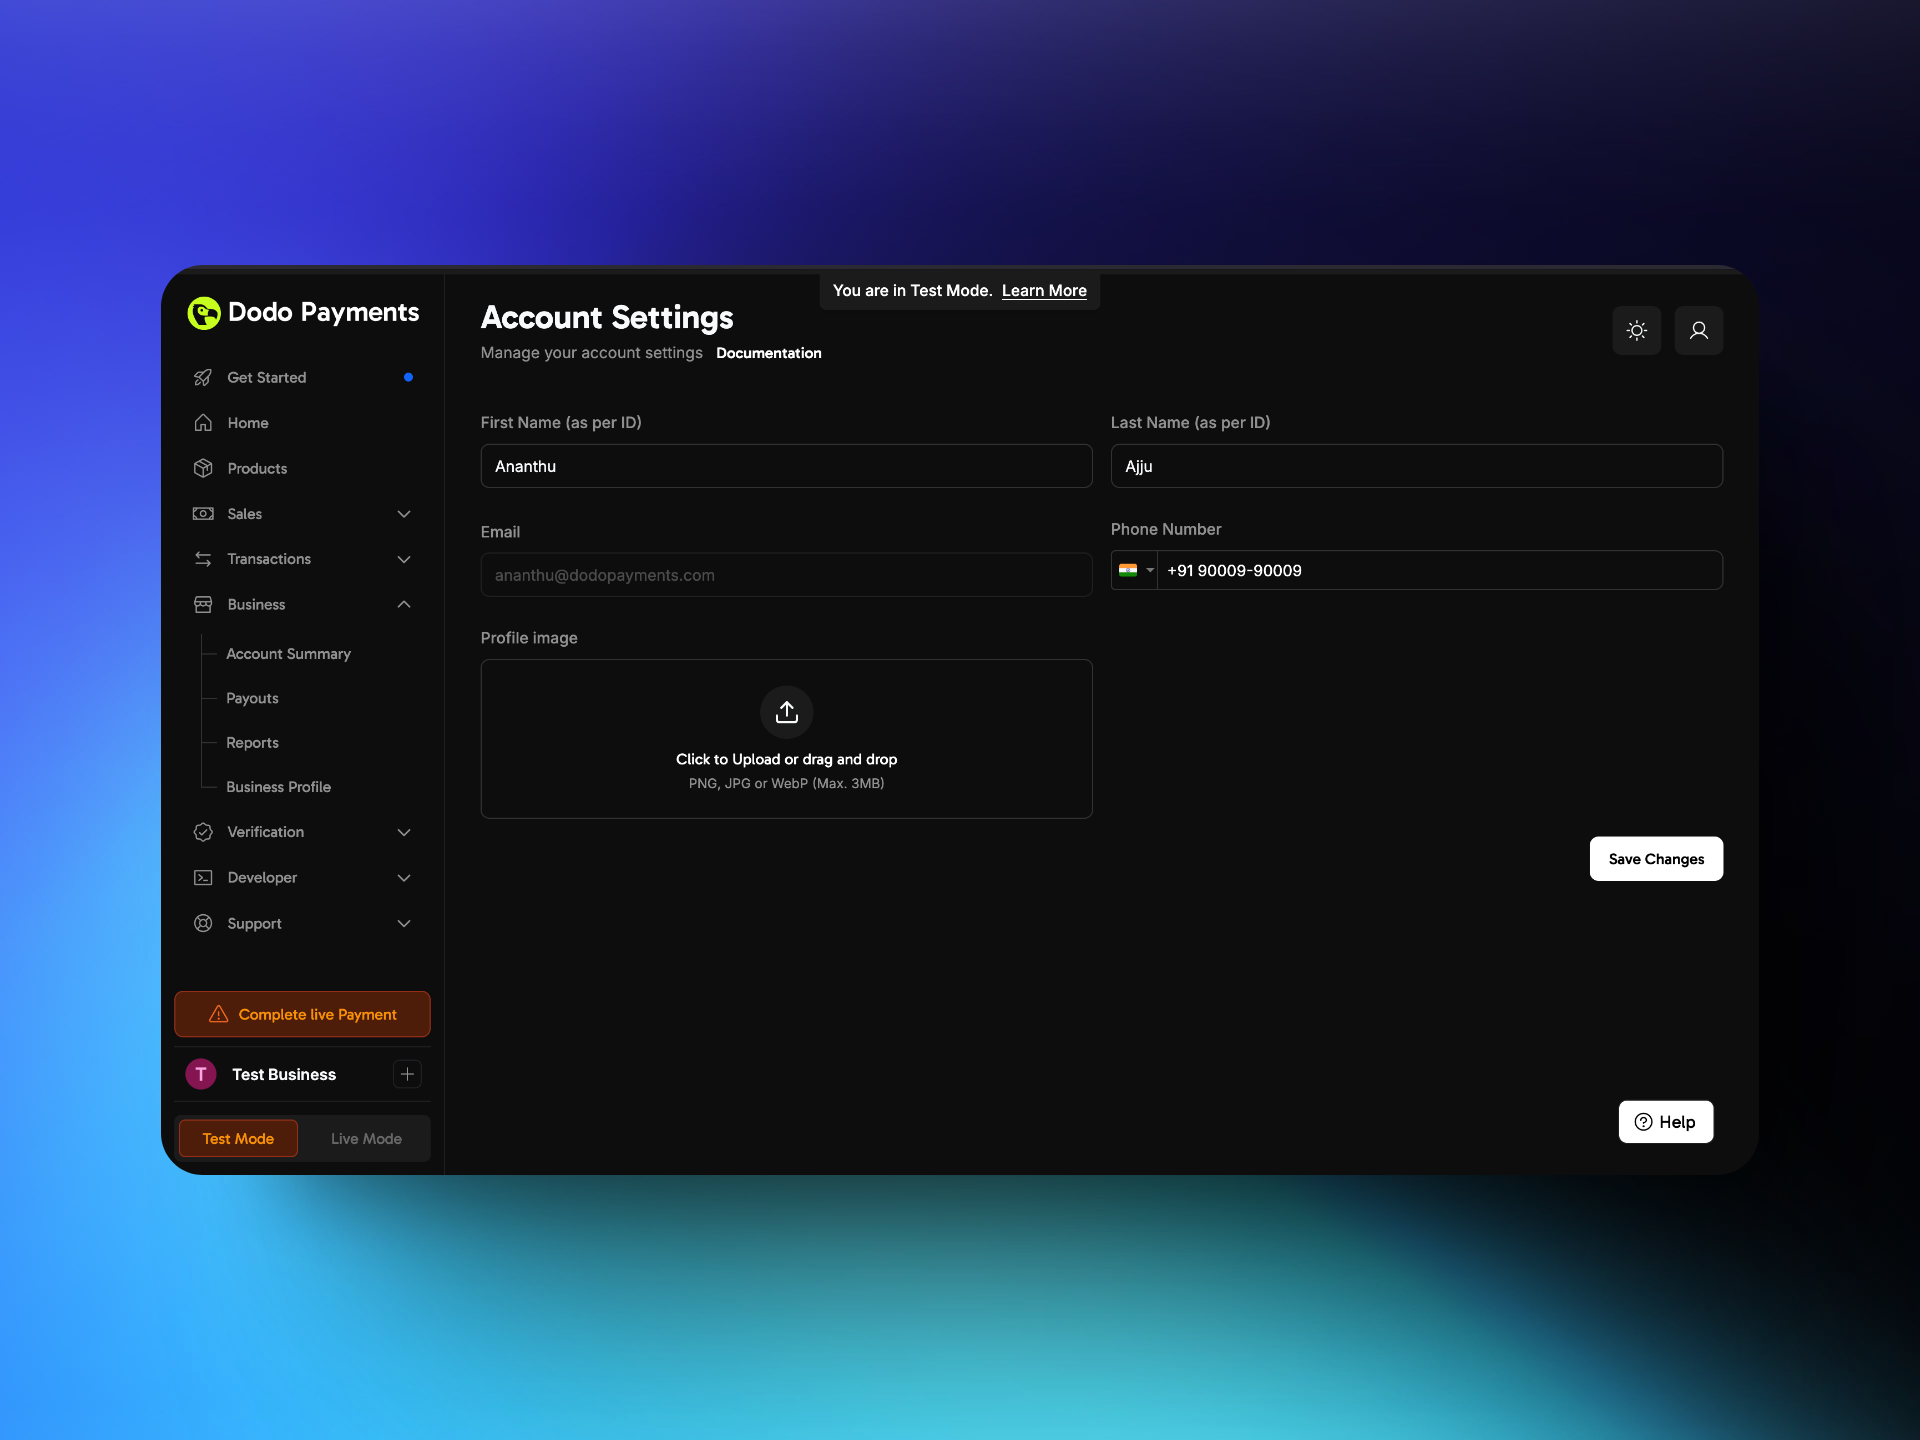 Dodo Payments
Get Started
Home
Products
Sales
Transactions
Business
Account Summary
Payouts
Reports
Business Profile
Verification
Developer
Support
Complete live Payment
T Test Business
Test Mode Live Mode
You are in Test Mode. Learn More
Account Settings
Manage your account settings Documentation
First Name (as per ID)
Ananthu
Last Name (as per ID)
Ajju
Email
ananthu@dodopayments.com
Phone Number
+91 90009-90009
Profile image
Click to Upload or drag and drop
PNG, JPG or WebP (Max. 3MB)
Save Changes
Help